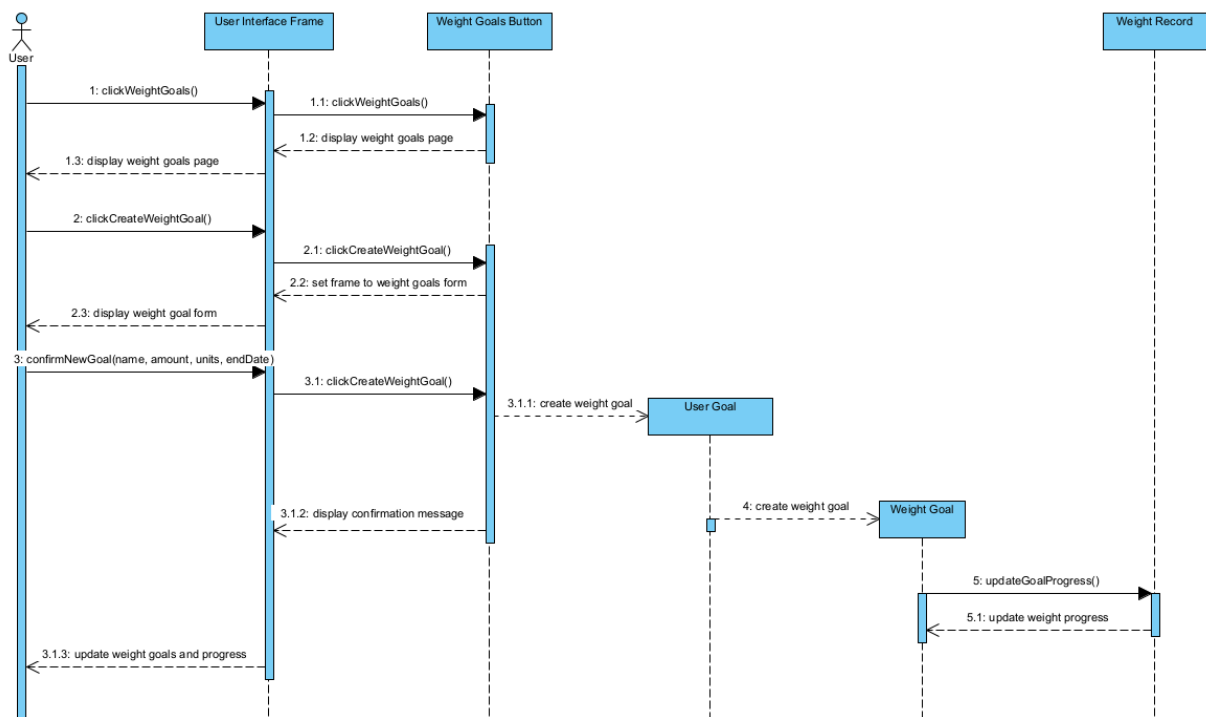 User Interface Frame
Weight Goals Button
Weight Record
User
1: clickWeightGoals()
1.1: clickWeightGoals()
1.2: display weight goals page
1.3: display weight goals page
2: clickCreateWeightGoal()
2.1: clickCreateWeightGoal()
2.2: set frame to weight goals form
2.3: display weight goal form
3: confirmNewGoal(name, amount, units, endDate)
3.1: clickCreateWeightGoal()
3.1.1: create weight goal
User Goal
3.1.2: display confirmation message
4: create weight goal
Weight Goal
5: updateGoalProgress()
5.1: update weight progress
3.1.3: update weight goals and progress